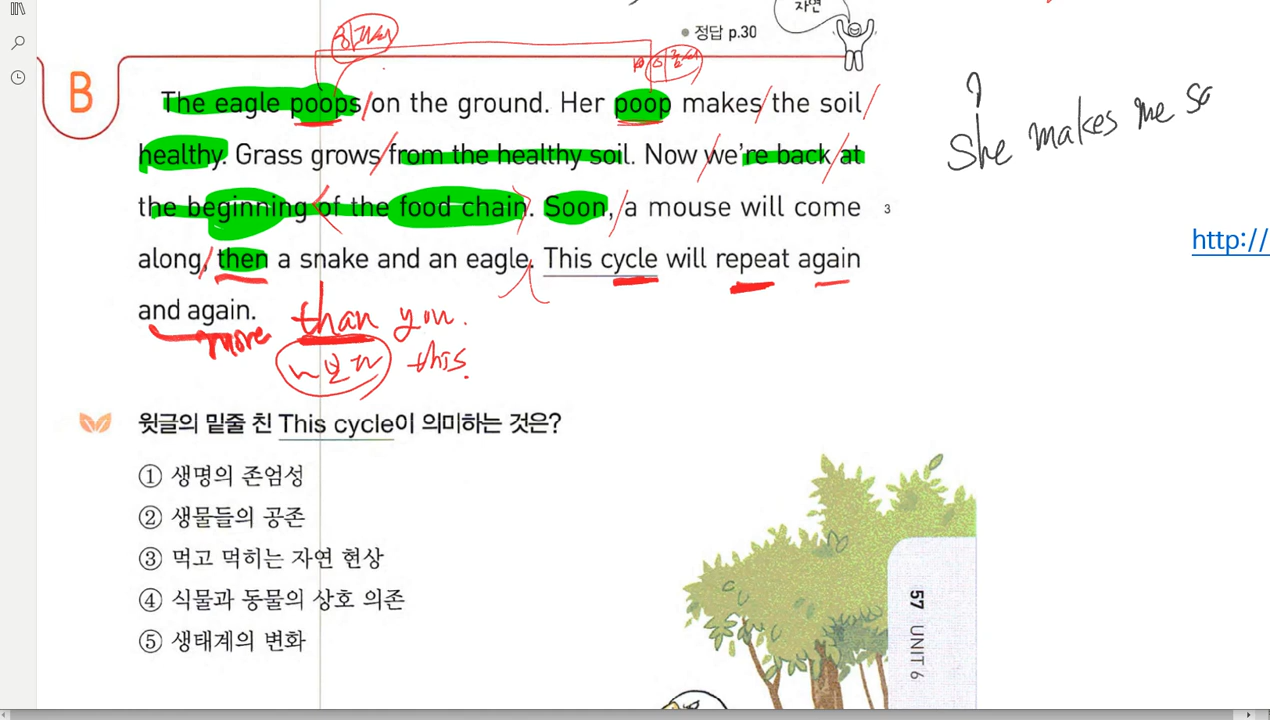 자연
정답 p.30
B
The eagle poops on the ground. Her poop makes the soil
healthy. Grass grows from the healthy soil. Now we're back at
the beginning of the food chain. Soon, a mouse will come
3
along, then a snake and an eagle. This cycle will repeat again
and again.
more than you.
this.
I
She makes me so
http://
윗글의 밑줄 친 This cycle이 의미하는 것은?
① 생명의 존엄성
② 생물들의 공존
③ 먹고 먹히는 자연 현상
④ 식물과 동물의 상호 의존
⑤ 생태계의 변화
57 UNIT 6